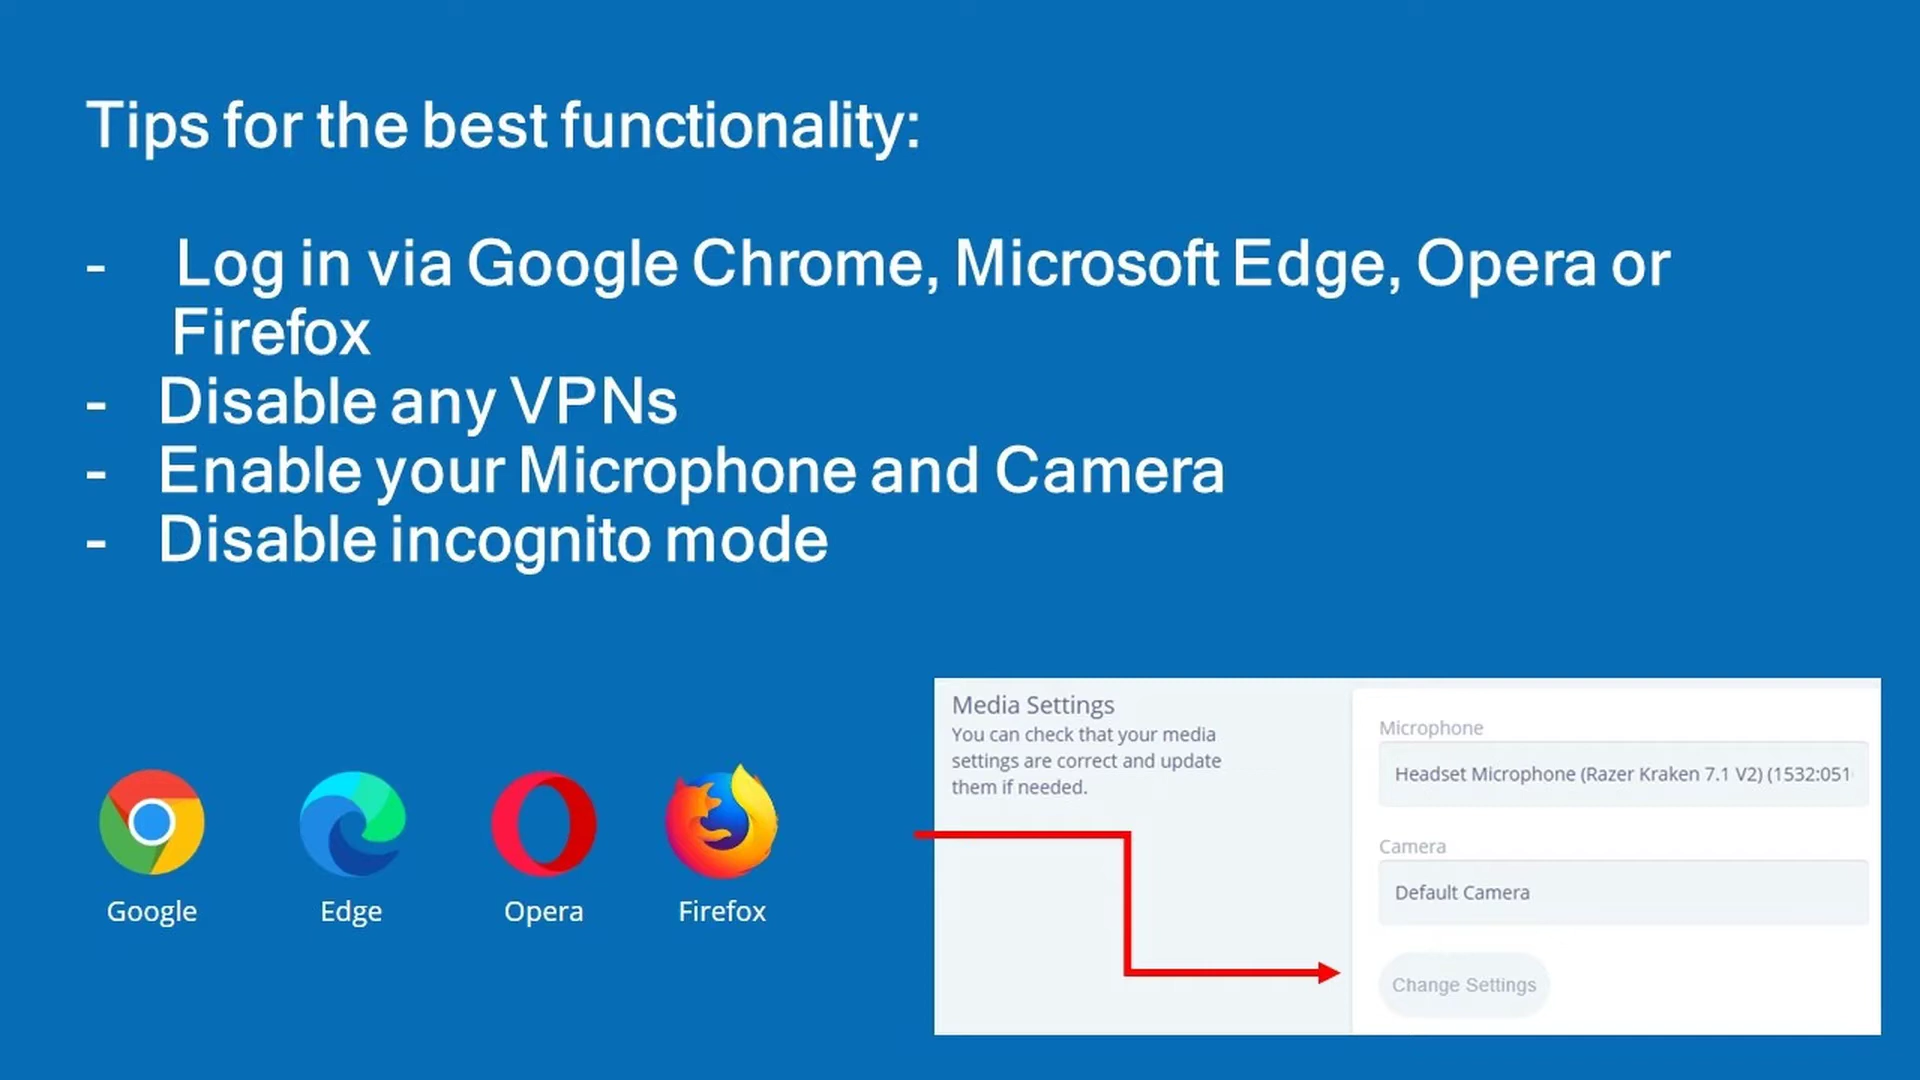 Tips for the best functionality:
- Log in via Google Chrome, Microsoft Edge, Opera or
Firefox
- Disable any VPNs
- Enable your Microphone and Camera
- Disable incognito mode
Google
Edge
Opera
Firefox
Media Settings
You can check that your media
settings are correct and update
them if needed.
Microphone
Headset Microphone (Razer Kraken 7.1 V2) (1532:051
Camera
Default Camera
Change Settings